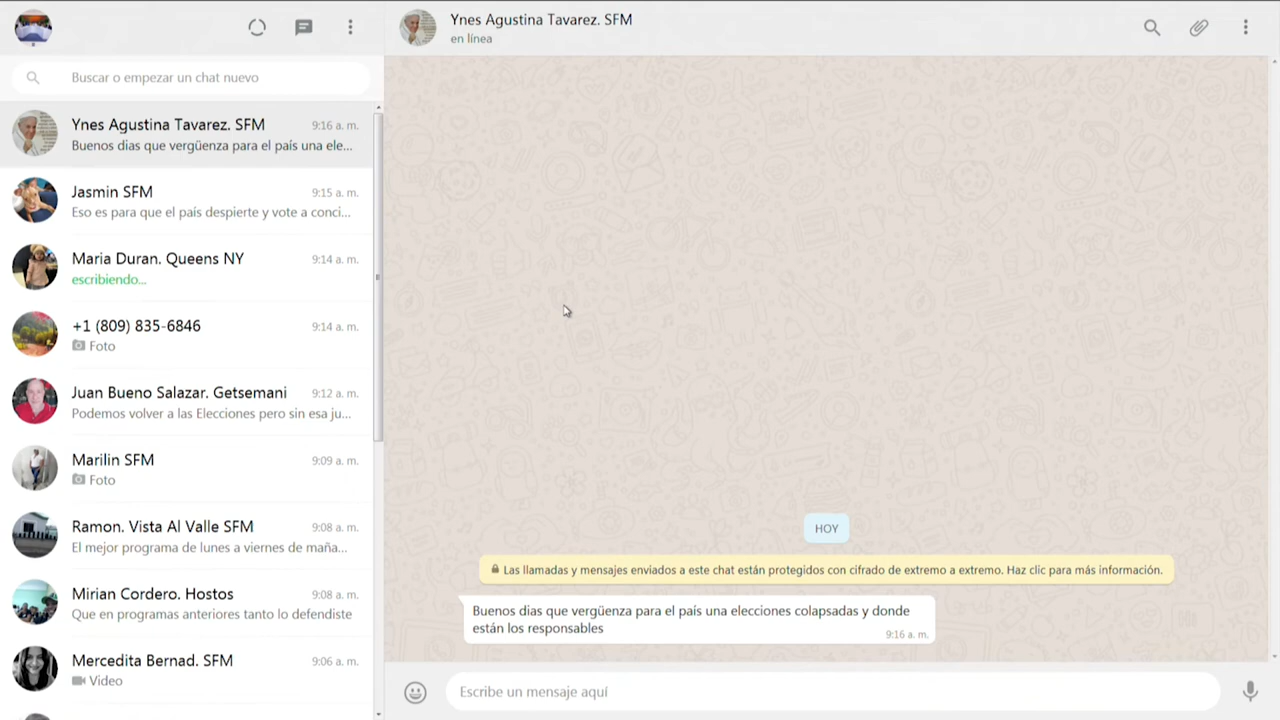 Buscar o empezar un chat nuevo
Ynes Agustina Tavarez. SFM
9:16 a. m.
Buenos dias que vergüenza para el país una ele...
Jasmin SFM
9:15 a. m.
Eso es para que el país despierte y vote a conci...
Maria Duran. Queens NY
9:14 a. m.
escribiendo...
+1 (809) 835-6846
9:14 a. m.
Foto
Juan Bueno Salazar. Getsemani
9:12 a. m.
Podemos volver a las Elecciones pero sin esa ju...
Marilin SFM
9:09 a. m.
Foto
Ramon. Vista Al Valle SFM
9:08 a. m.
El mejor programa de lunes a viernes de maña...
Mirian Cordero. Hostos
9:08 a. m.
Que en programas anteriores tanto lo defendiste
Mercedita Bernad. SFM
9:06 a. m.
Video
Ynes Agustina Tavarez. SFM
en línea
HOY
Las llamadas y mensajes enviados a este chat están protegidos con cifrado de extremo a extremo. Haz clic para más información.
Buenos dias que vergüenza para el país una elecciones colapsadas y donde
están los responsables
9:16 a. m.
Escribe un mensaje aquí